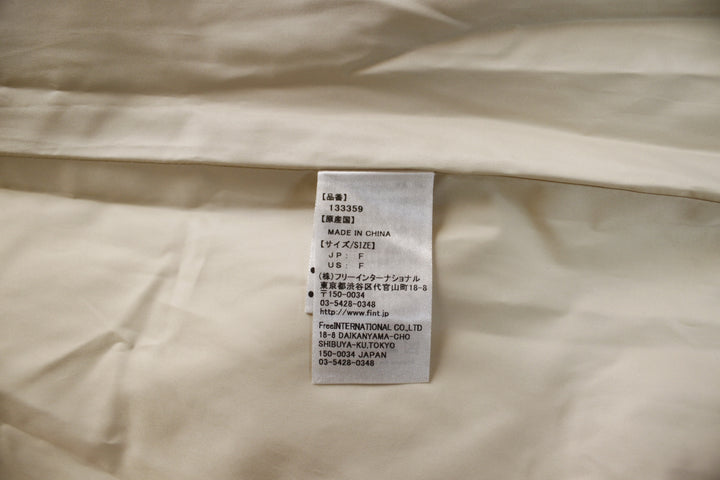 【品番】
133359
【原産国】
MADE IN CHINA
【サイズ/SIZE】
JP: F
US: F
(株)フリーインターナショナル
東京都渋谷区代官山町18-8
〒150-0034
03-5428-0348
http://www.fint.jp
FreeINTERNATIONAL CO.,LTD
18-8 DAIKANYAMA-CHO
SHIBUYA-KU,TOKYO
150-0034 JAPAN
03-5428-0348